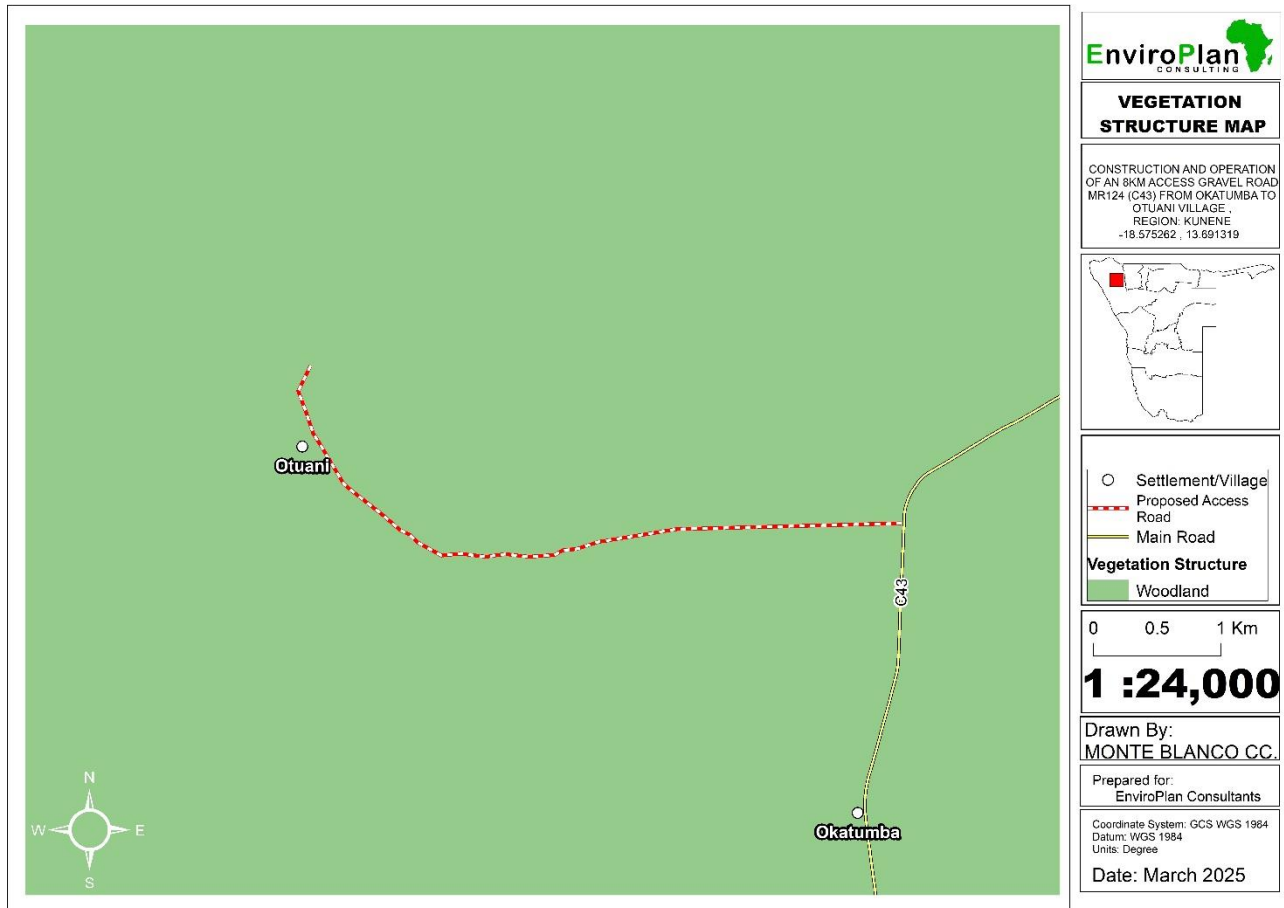 Otuani
C43
Okatumba
N
W
E
S
EnviroPlan
CONSULTING
VEGETATION
STRUCTURE MAP
CONSTRUCTION AND OPERATION
OF AN 8KM ACCESS GRAVEL ROAD
MR124 (C43) FROM OKATUMBA TO
OTUANI VILLAGE ,
REGION: KUNENE
-18.575262 , 13.691319
Settlement/Village
Proposed Access
Road
Main Road
Vegetation Structure
Woodland
0 0.5 1 Km
1 :24,000
Drawn By:
MONTE BLANCO CC.
Prepared for:
EnviroPlan Consultants
Coordinate System: GCS WGS 1984
Datum: WGS 1984
Units: Degree
Date: March 2025